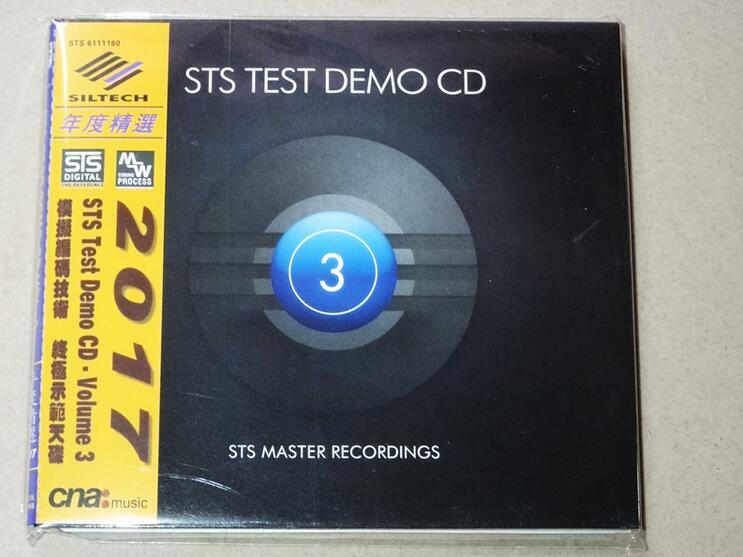 STS 6111160
SILTECH
年度精選
STS
DIGITAL
THE REFERENCE
MW
CODING
PROCESS
2017
STS Test Demo CD - Volume 3
模擬編碼技術 終極示範天碟
cna:music
STS TEST DEMO CD
3
STS MASTER RECORDINGS